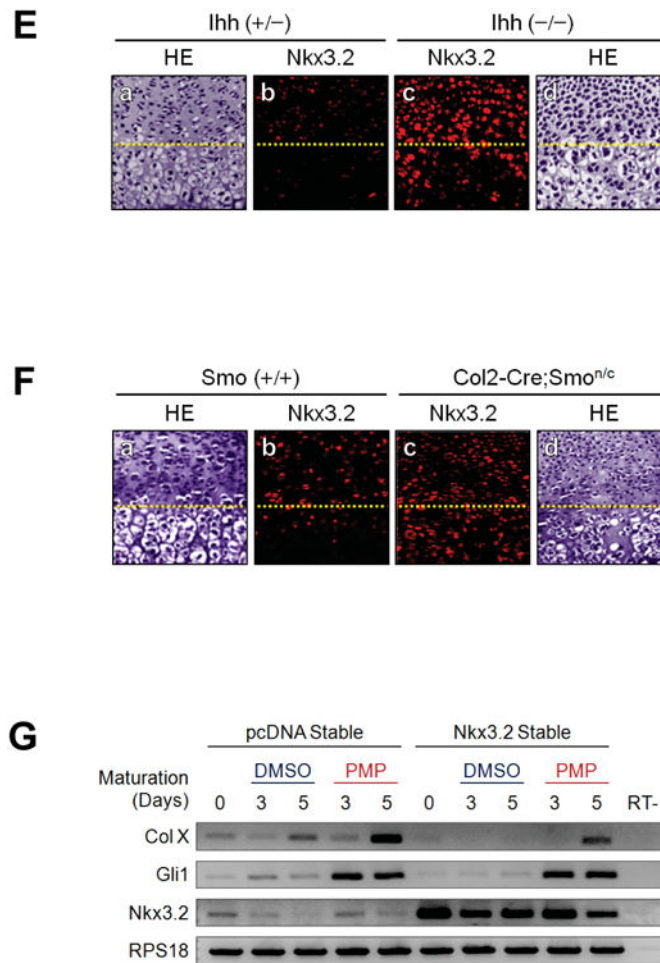 E
Ihh (+/−) Ihh (−/−)
HE Nkx3.2 Nkx3.2 HE
a b c d
F
Smo (+/+) Col2-Cre;Smoⁿ/ᶜ
HE Nkx3.2 Nkx3.2 HE
a b c d
G
pcDNA Stable Nkx3.2 Stable
Maturation DMSO PMP DMSO PMP
(Days) 0 3 5 3 5 0 3 5 3 5 RT-
Col X
Gli1
Nkx3.2
RPS18